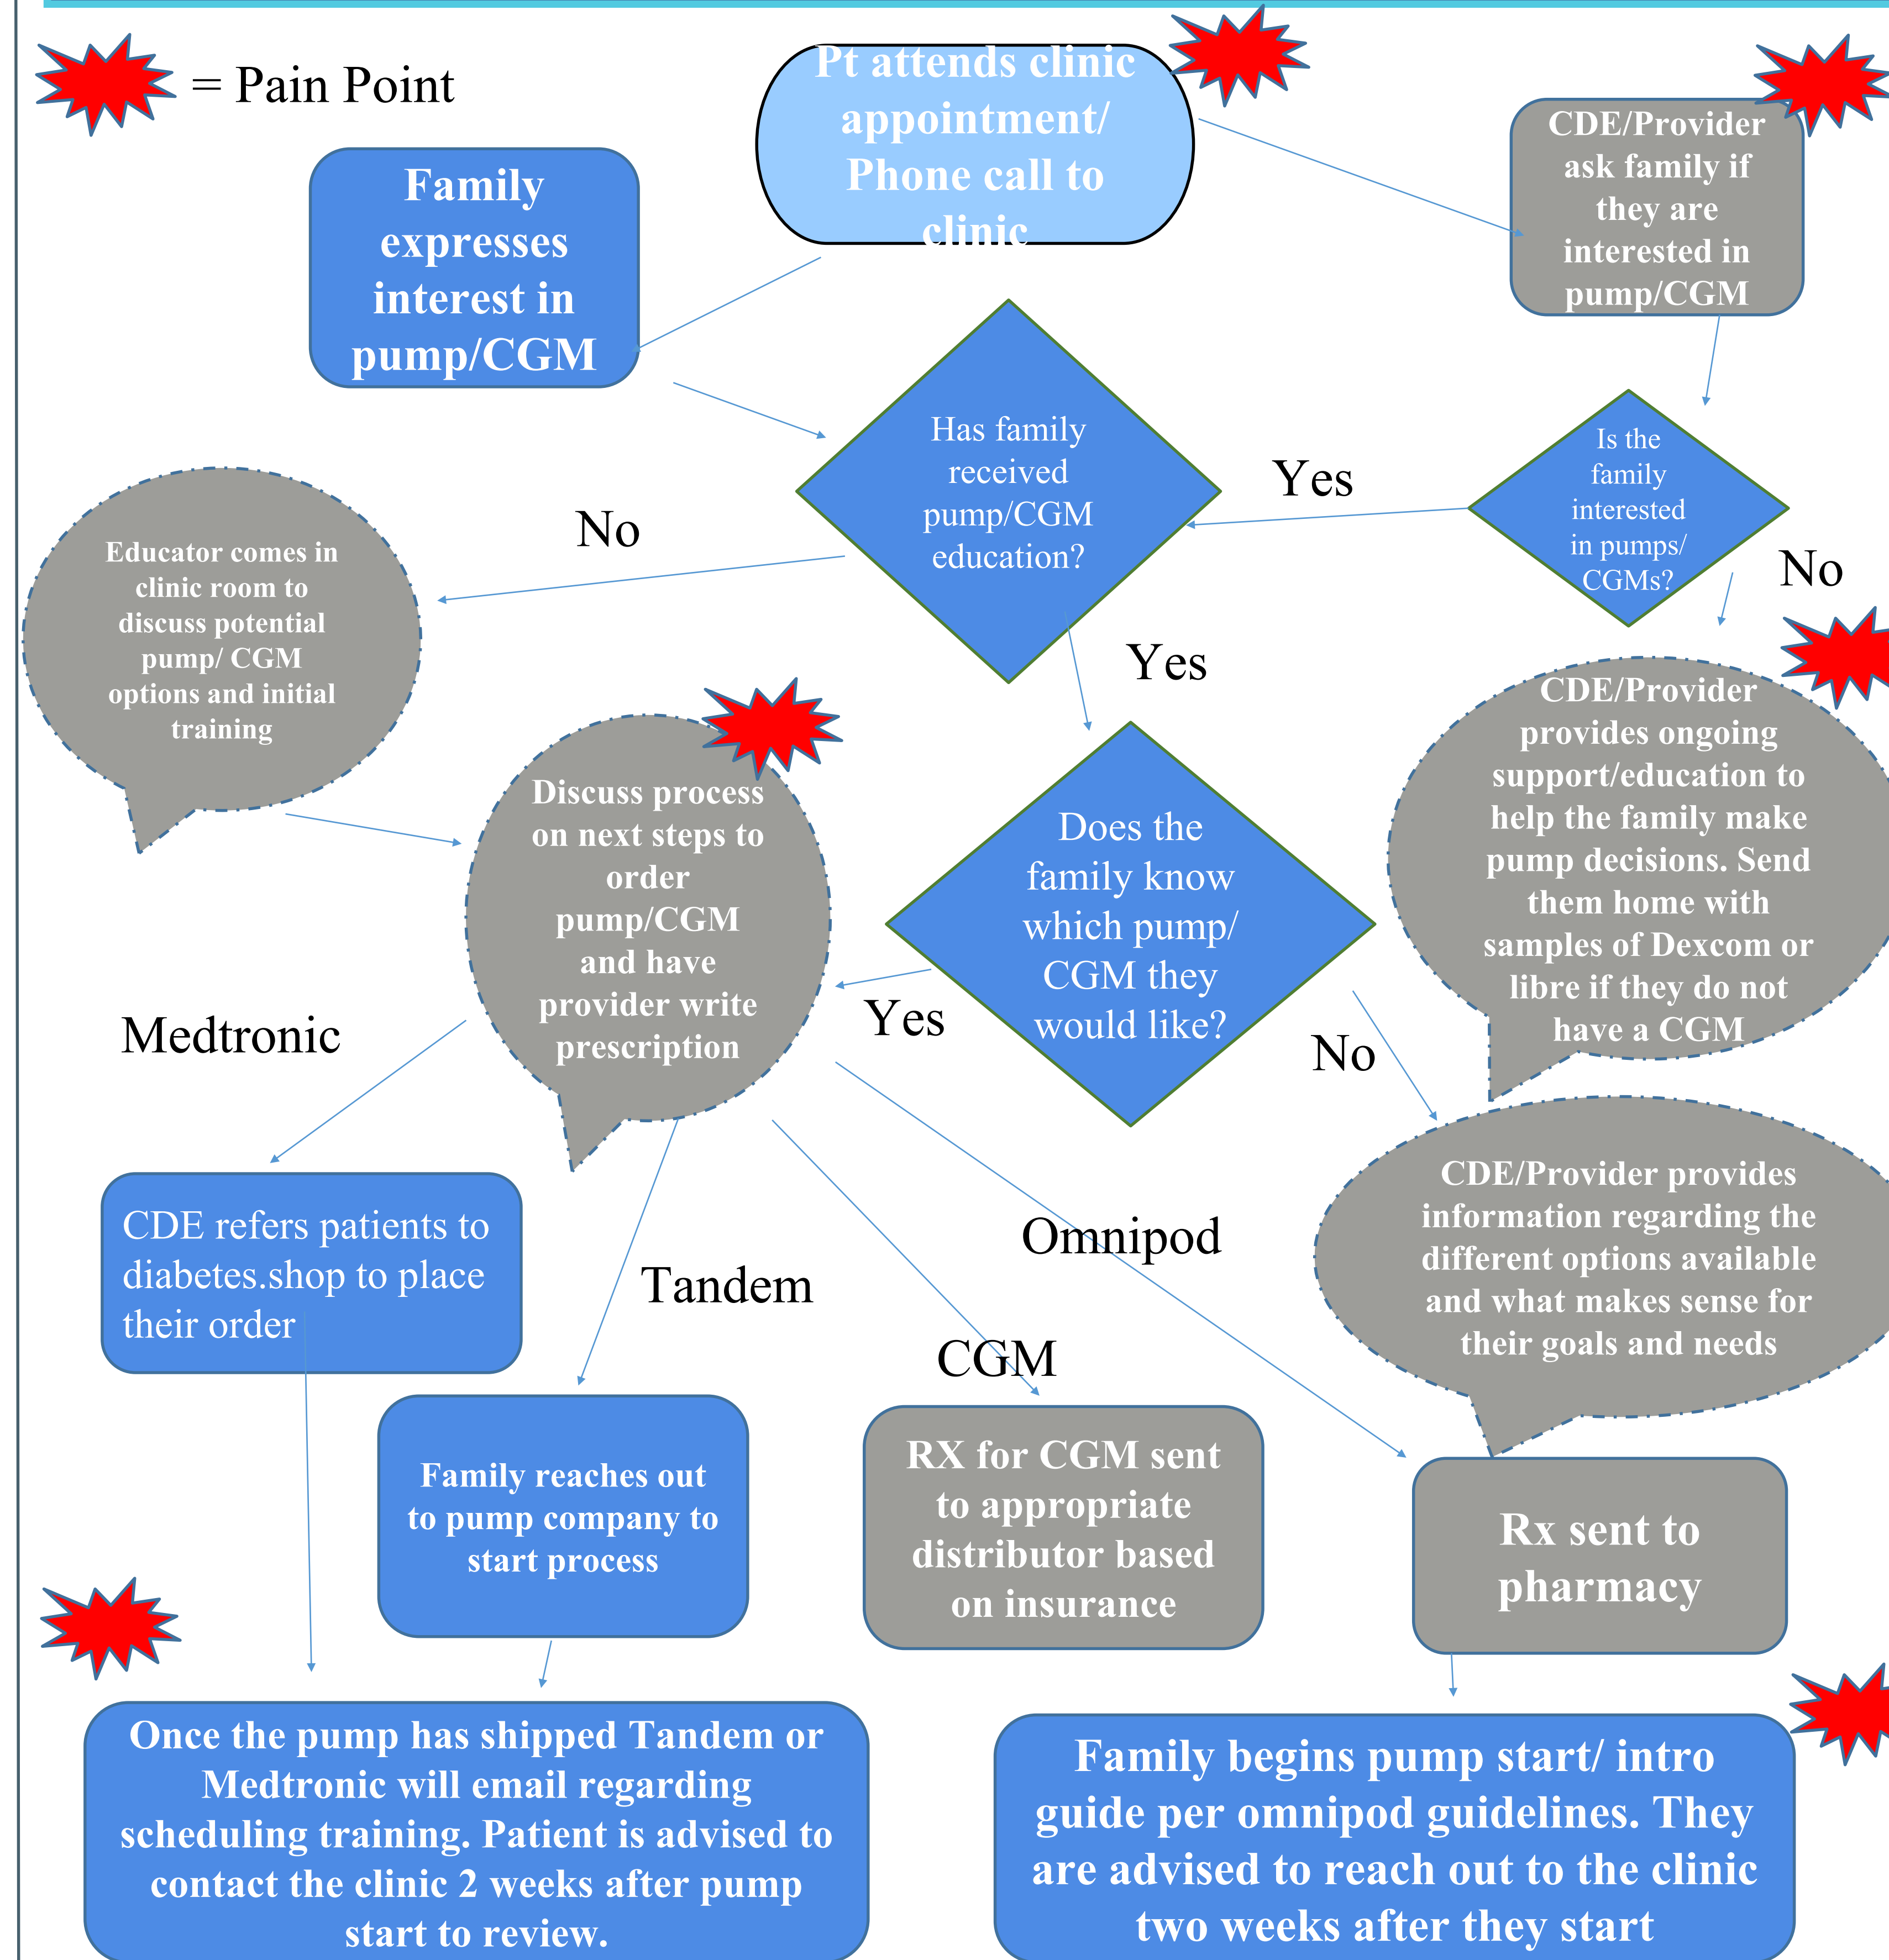 = Pain Point
Pt attends clinic
appointment/
Phone call to
clinic
CDE/Provider
ask family if
they are
interested in
pump/CGM
Family
expresses
interest in
pump/CGM
Has family
received
pump/CGM
education?
Yes
Is the
family
interested
in pumps/
CGMs?
No
No
Educator comes in
clinic room to
discuss potential
pump/ CGM
options and initial
training
Yes
CDE/Provider
provides ongoing
support/education to
help the family make
pump decisions. Send
them home with
samples of Dexcom or
libre if they do not
have a CGM
Discuss process
on next steps to
order
pump/CGM
and have
provider write
prescription
Does the
family know
which pump/
CGM they
would like?
Yes
No
Medtronic
CDE/Provider provides
information regarding the
different options available
and what makes sense for
their goals and needs
CDE refers patients to
diabetes.shop to place
their order
Tandem
CGM
Omnipod
Family reaches out
to pump company to
start process
RX for CGM sent
to appropriate
distributor based
on insurance
Rx sent to
pharmacy
Once the pump has shipped Tandem or
Medtronic will email regarding
scheduling training. Patient is advised to
contact the clinic 2 weeks after pump
start to review.
Family begins pump start/ intro
guide per omnipod guidelines. They
are advised to reach out to the clinic
two weeks after they start